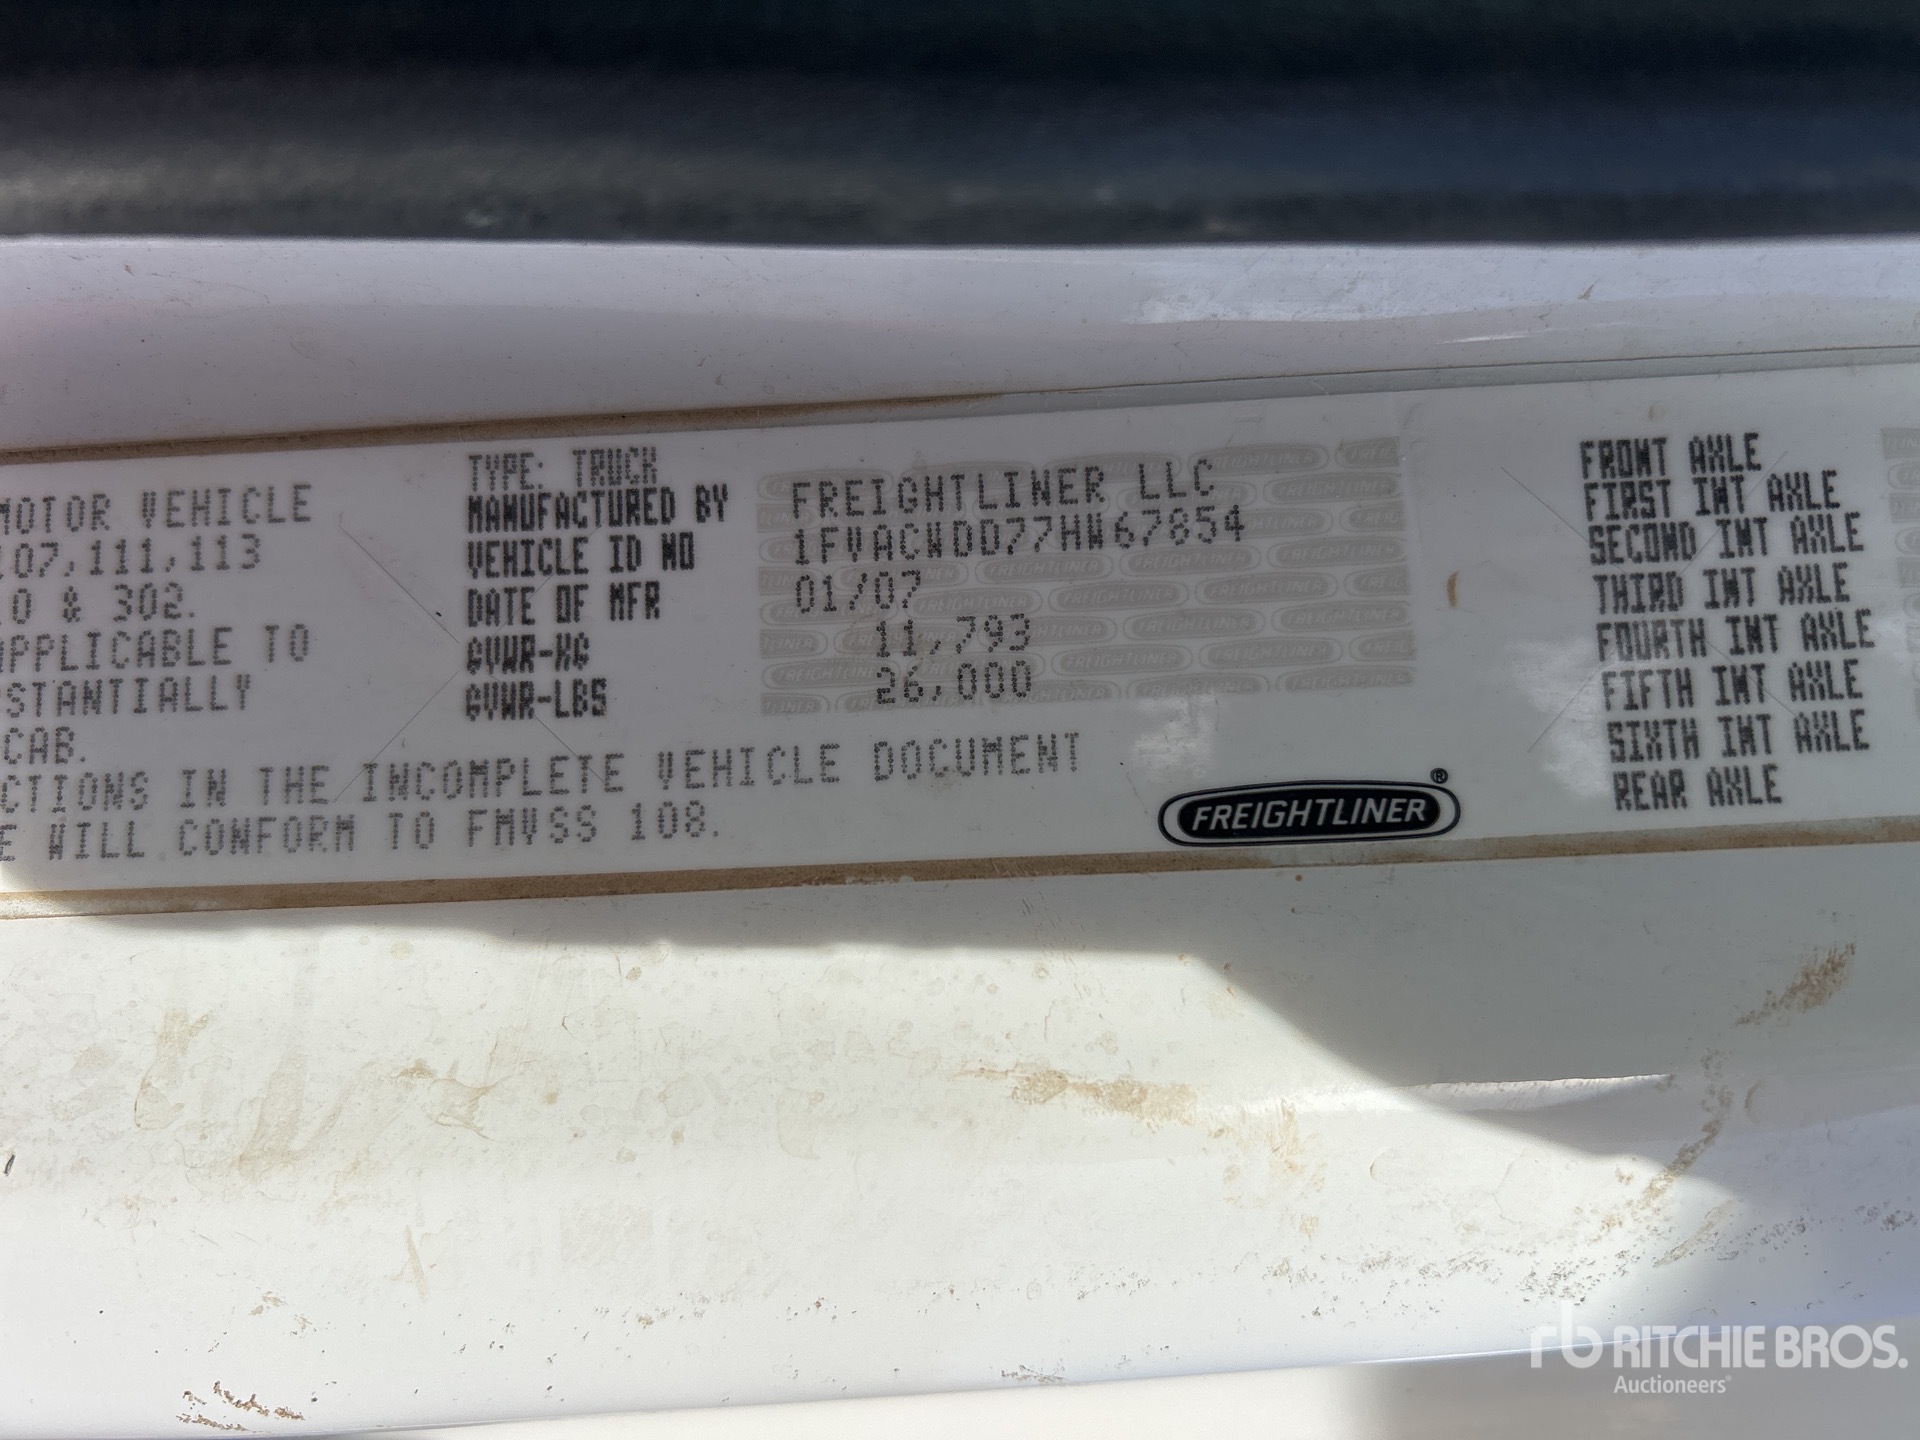 MOTOR VEHICLE
107,111,113
0 & 302.
APPLICABLE TO
STANTIALLY
CAB.
CTIONS IN THE INCOMPLETE VEHICLE DOCUMENT
E WILL CONFORM TO FMVSS 108.
TYPE: TRUCK
MANUFACTURED BY FREIGHTLINER LLC
VEHICLE ID NO 1FVACWDD77HW67854
DATE OF MFR 01/07
GVWR-KG 11,793
GVWR-LBS 26,000
FREIGHTLINER®
FRONT AXLE
FIRST INT AXLE
SECOND INT AXLE
THIRD INT AXLE
FOURTH INT AXLE
FIFTH INT AXLE
SIXTH INT AXLE
REAR AXLE
rb RITCHIE BROS.
Auctioneers